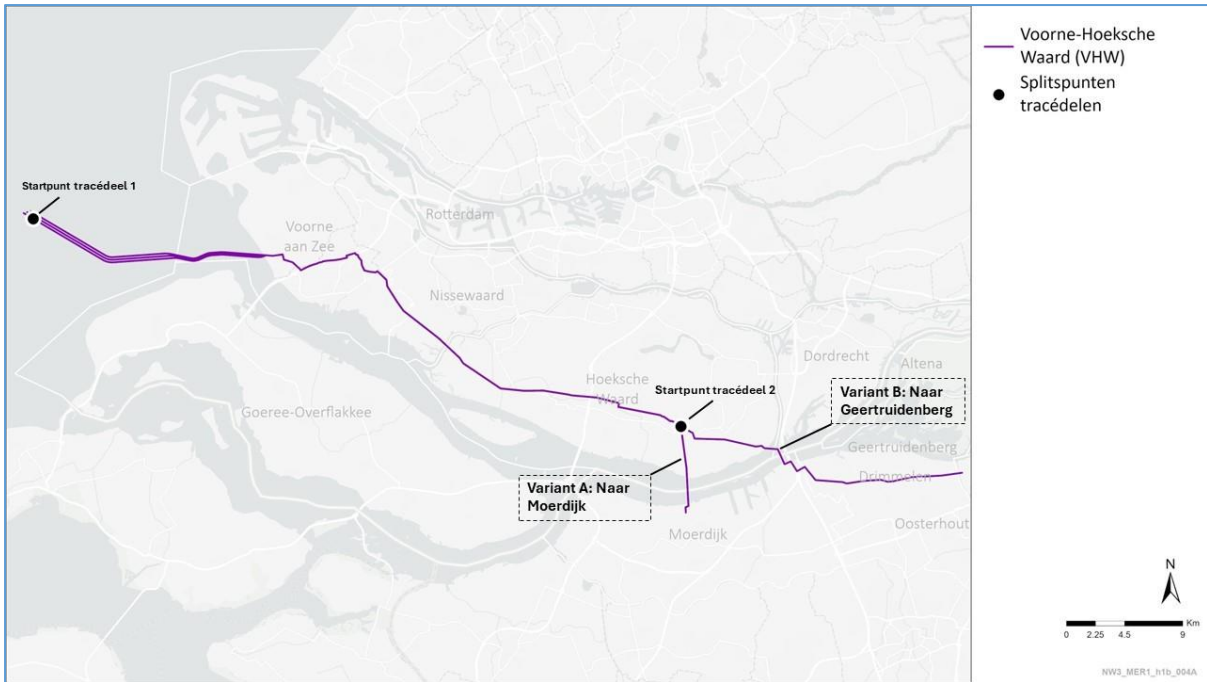 Voorne-Hoeksche
Waard (VHW)
Splitspunten
tracédelen
Startpunt tracédeel 1
Rotterdam
Voorne
aan Zee
Nissewaard
Dordrecht
Altena
Hoeksche
Waard
Startpunt tracédeel 2
Variant B: Naar
Geertruidenberg
Goeree-Overflakkee
Geertruidenberg
Drimmelen
Variant A: Naar
Moerdijk
Oosterhout
Moerdijk
N
Km
0 2.25 4.5 9
NW3_MER1_h1b_004A